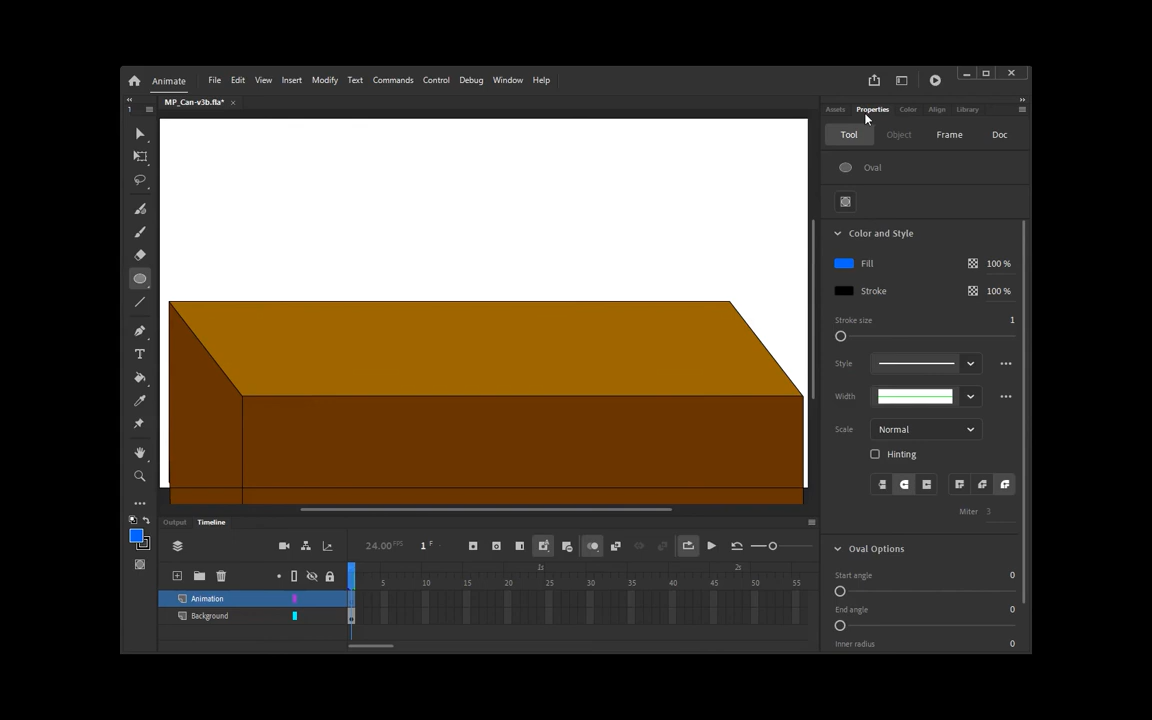 Animate File Edit View Insert Modify Text Commands Control Debug Window Help
MP_Can-v3b.fla* ×
Assets Properties Color Align Library
Tool Object Frame Doc
Oval
Color and Style
Fill 100 %
Stroke 100 %
Stroke size 1
Style
Width
Scale Normal
Hinting
Miter 3
Oval Options
Start angle 0
End angle 0
Inner radius 0
Output Timeline
24.00 FPS 1 F
1s 2s
5 10 15 20 25 30 35 40 45 50 55
Animation
Background